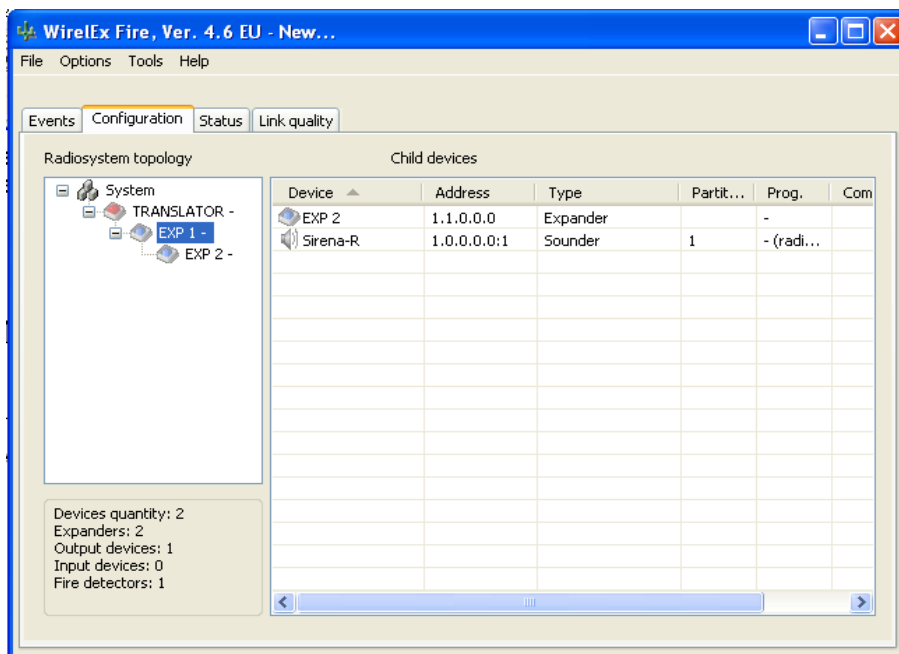 WirelEx Fire, Ver. 4.6 EU - New...
File Options Tools Help
Events Configuration Status Link quality
Radiosystem topology Child devices
System
TRANSLATOR -
EXP 1 -
EXP 2 -
Device Address Type Partit... Prog. Com
EXP 2 1.1.0.0.0 Expander -
Sirena-R 1.0.0.0.0:1 Sounder 1 - (radi...
Devices quantity: 2
Expanders: 2
Output devices: 1
Input devices: 0
Fire detectors: 1